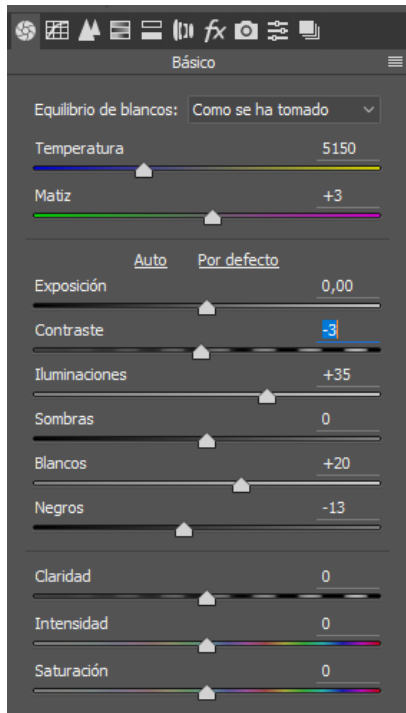 fx
Básico
Equilibrio de blancos: Como se ha tomado
Temperatura 5150
Matiz +3
Auto Por defecto
Exposición 0,00
Contraste -3
Iluminaciones +35
Sombras 0
Blancos +20
Negros -13
Claridad 0
Intensidad 0
Saturación 0